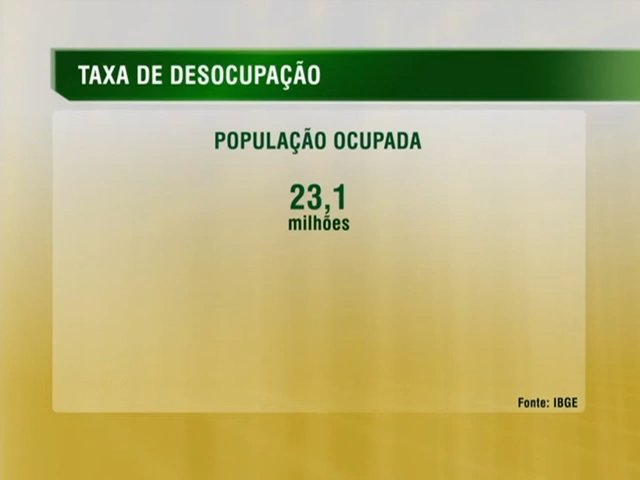 TAXA DE DESOCUPAÇÃO
POPULAÇÃO OCUPADA
23,1
milhões
Fonte: IBGE